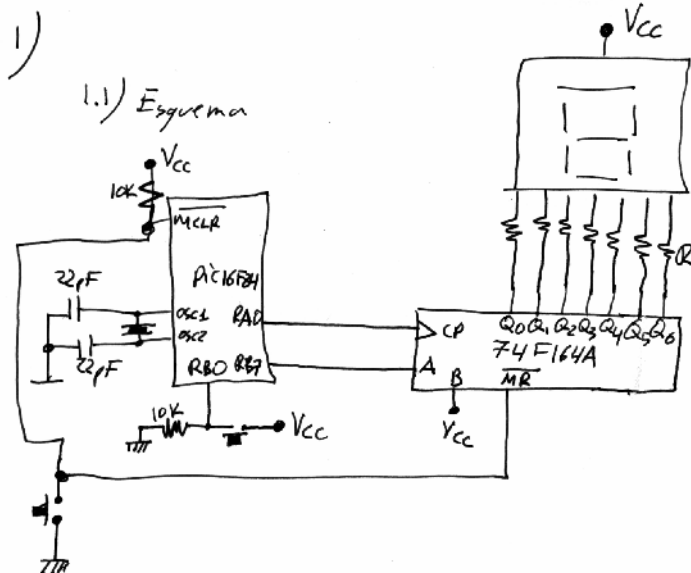 1)
1.1) Esquema
Vcc
Vcc
10K
MCLR
PIC16F84
22pF
OSC1
OSC2
RA0
RB0
RB7
22pF
10K
Vcc
CP
Q0 Q1 Q2 Q3 Q4 Q5 Q6
74F164A
A
B
MR
Vcc
R